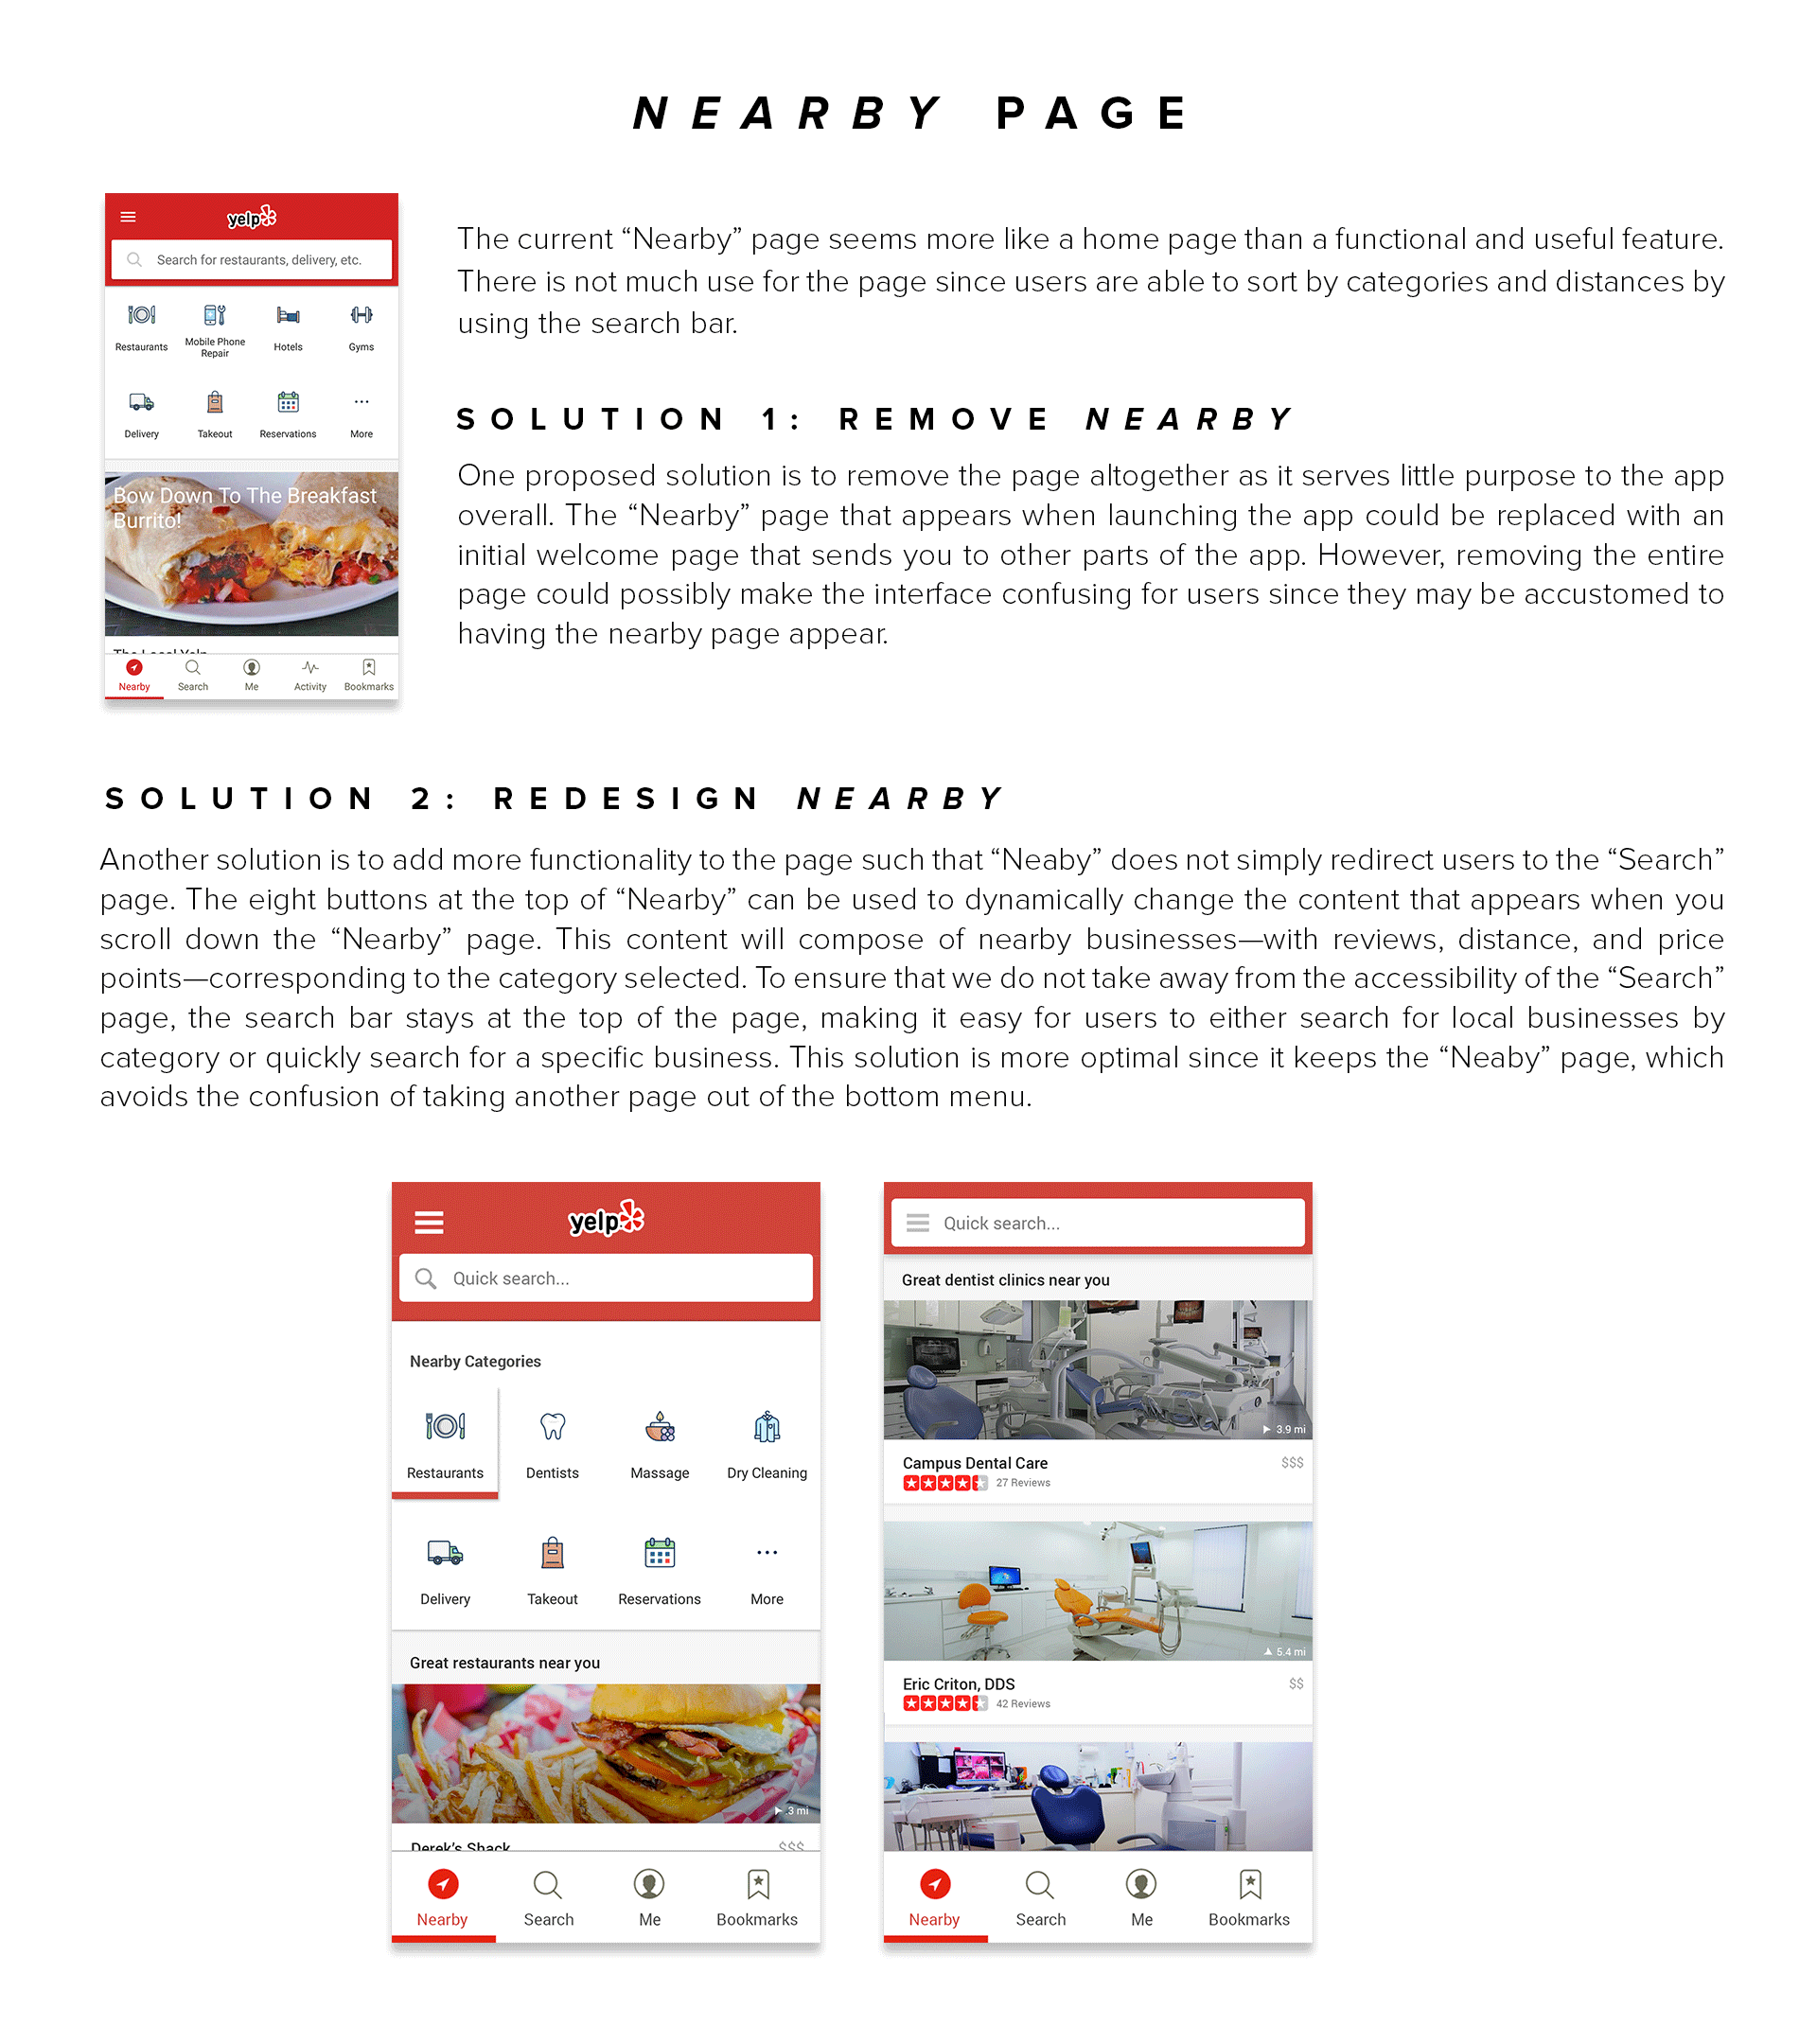 NEARBY PAGE
yelp
Search for restaurants, delivery, etc.
Restaurants
Mobile Phone
Repair
Hotels
Gyms
Delivery
Takeout
Reservations
More
Bow Down To The Breakfast
Burrito!
The Local Yelp
Nearby
Search
Me
Activity
Bookmarks
The current “Nearby” page seems more like a home page than a functional and useful feature.
There is not much use for the page since users are able to sort by categories and distances by
using the search bar.
SOLUTION 1: REMOVE NEARBY
One proposed solution is to remove the page altogether as it serves little purpose to the app
overall. The “Nearby” page that appears when launching the app could be replaced with an
initial welcome page that sends you to other parts of the app. However, removing the entire
page could possibly make the interface confusing for users since they may be accustomed to
having the nearby page appear.
SOLUTION 2: REDESIGN NEARBY
Another solution is to add more functionality to the page such that “Neaby” does not simply redirect users to the “Search”
page. The eight buttons at the top of “Nearby” can be used to dynamically change the content that appears when you
scroll down the “Nearby” page. This content will compose of nearby businesses—with reviews, distance, and price
points—corresponding to the category selected. To ensure that we do not take away from the accessibility of the “Search”
page, the search bar stays at the top of the page, making it easy for users to either search for local businesses by
category or quickly search for a specific business. This solution is more optimal since it keeps the “Neaby” page, which
avoids the confusion of taking another page out of the bottom menu.
yelp
Quick search...
Nearby Categories
Restaurants
Dentists
Massage
Dry Cleaning
Delivery
Takeout
Reservations
More
Great restaurants near you
.3 mi
Derek’s Shack
$$$
Nearby
Search
Me
Bookmarks
Quick search...
Great dentist clinics near you
3.9 mi
Campus Dental Care
$$$
27 Reviews
5.4 mi
Eric Criton, DDS
$$
42 Reviews
Nearby
Search
Me
Bookmarks